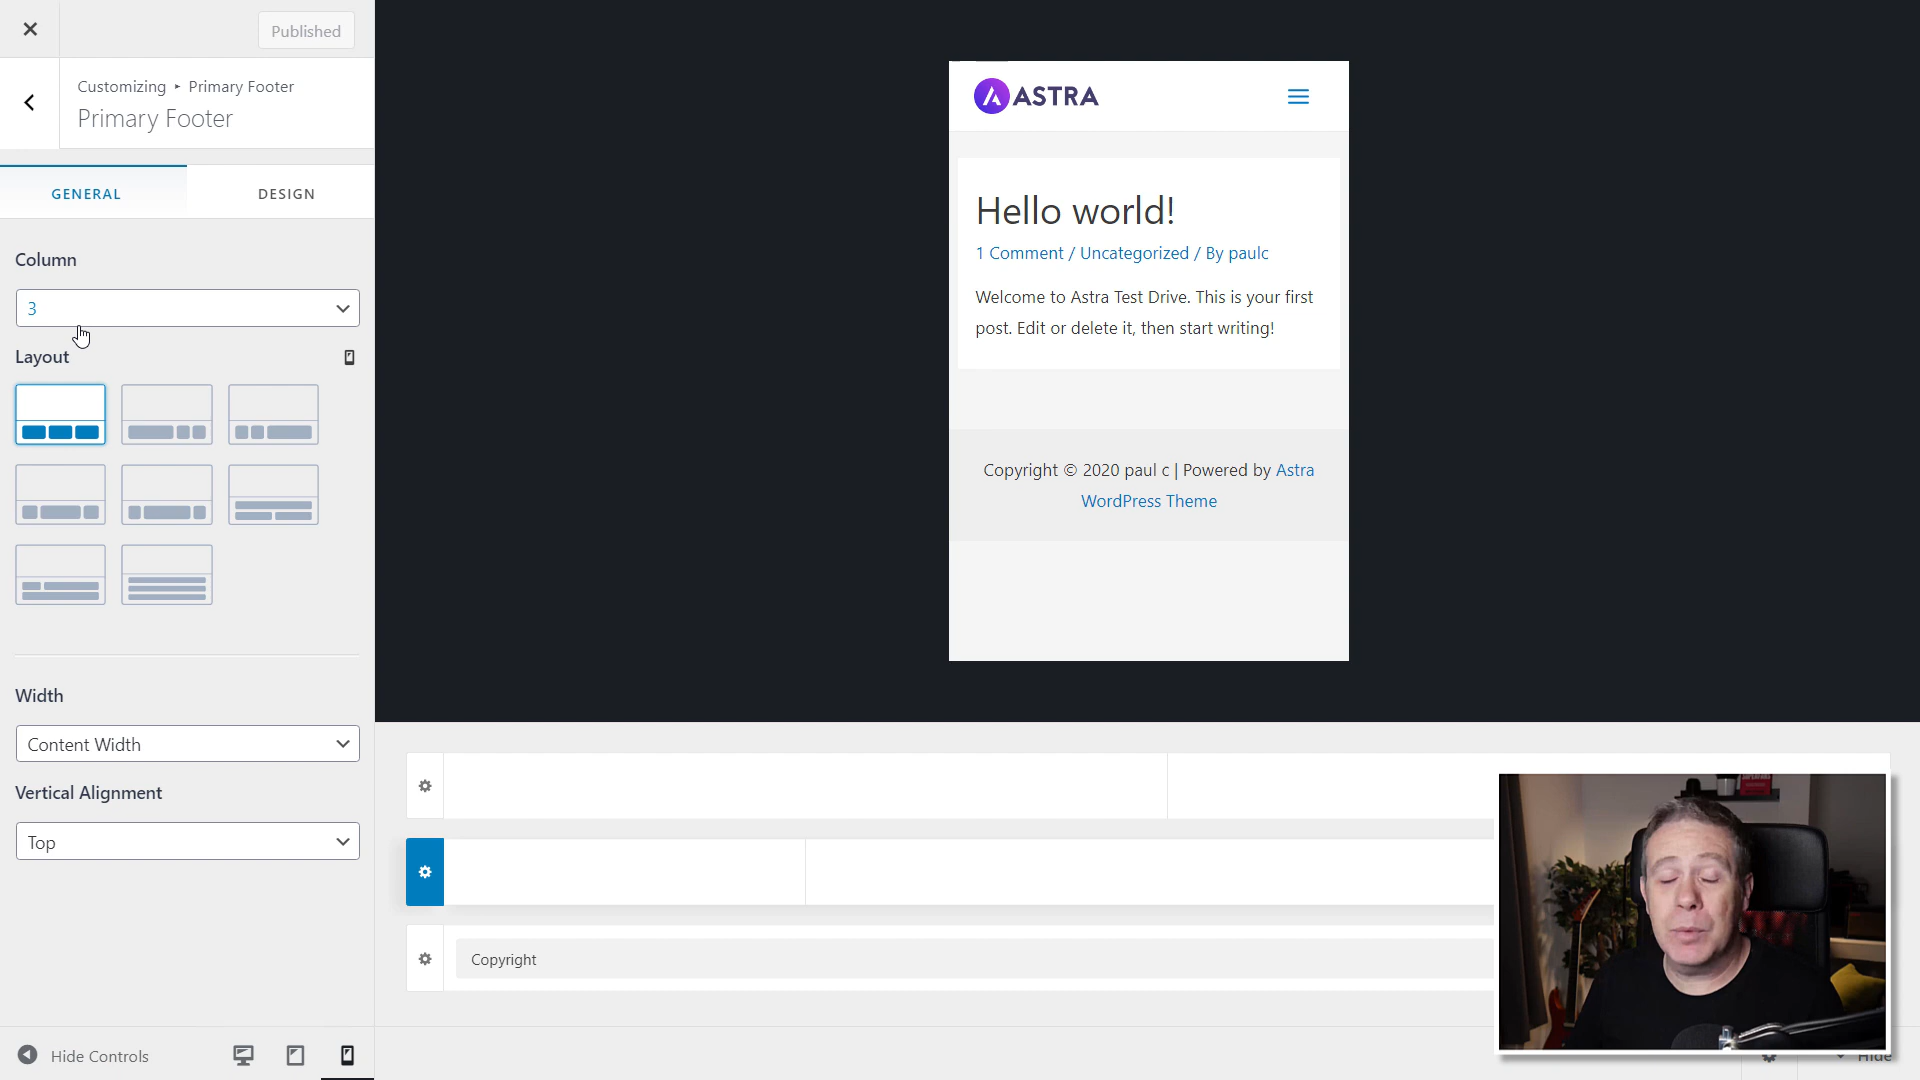 Published
Customizing ▸ Primary Footer
Primary Footer
GENERAL
DESIGN
Column
3
Layout
Width
Content Width
Vertical Alignment
Top
Hide Controls
ASTRA
Hello world!
1 Comment / Uncategorized / By paulc
Welcome to Astra Test Drive. This is your first
post. Edit or delete it, then start writing!
Copyright © 2020 paul c | Powered by Astra
WordPress Theme
Copyright
Hide